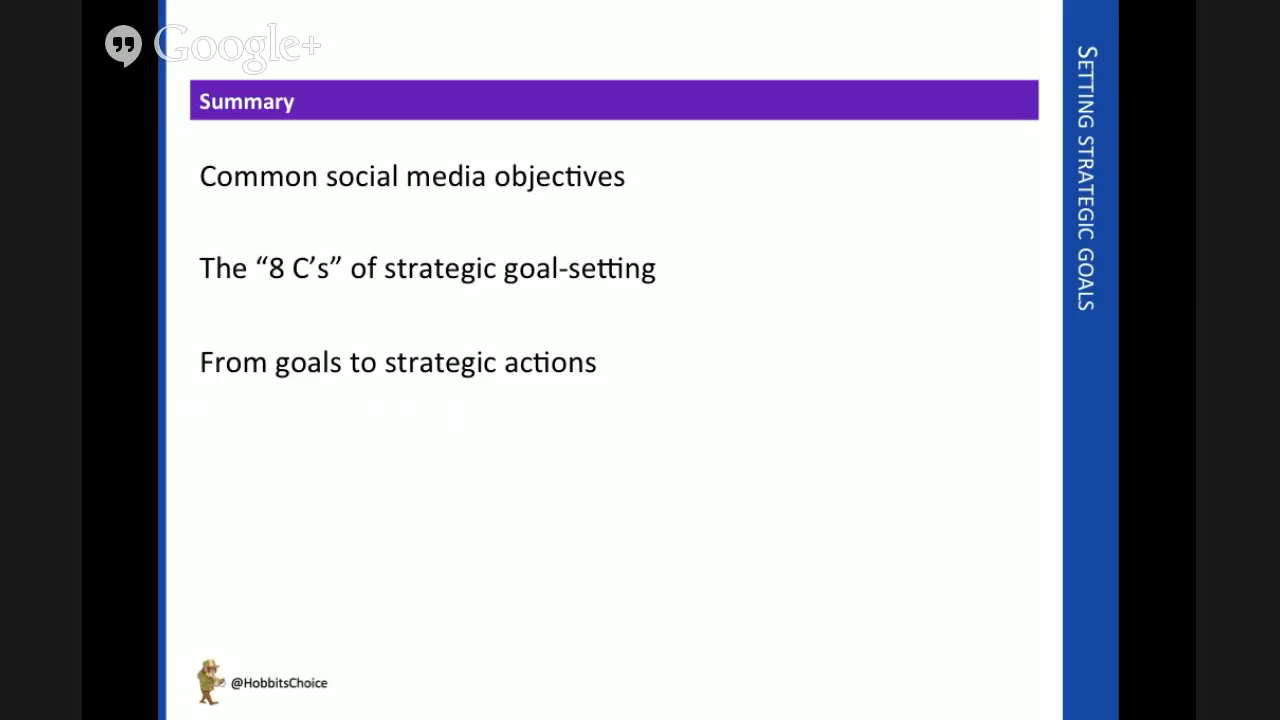 Google+
Summary
SETTING STRATEGIC GOALS
Common social media objectives
The “8 C’s” of strategic goal-setting
From goals to strategic actions
@HobbitsChoice